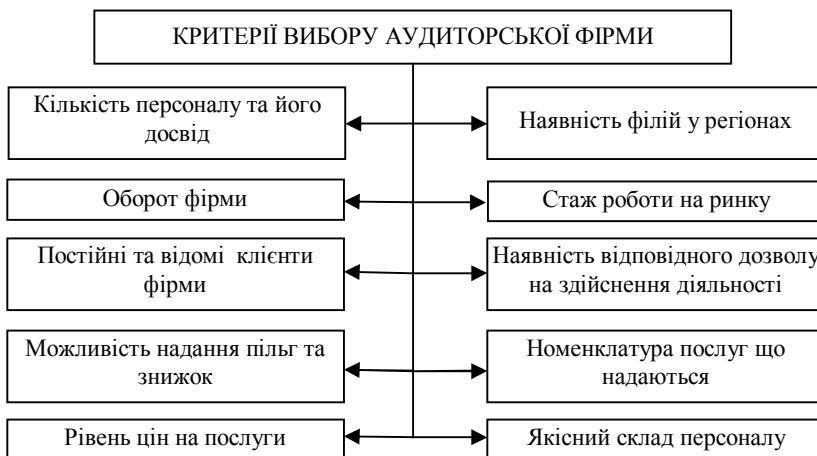 КРИТЕРІЇ ВИБОРУ АУДИТОРСЬКОЇ ФІРМИ
Кількість персоналу та його
досвід
Наявність філій у регіонах
Оборот фірми
Стаж роботи на ринку
Постійні та відомі клієнти
фірми
Наявність відповідного дозволу
на здійснення діяльності
Можливість надання пільг та
знижок
Номенклатура послуг що
надаються
Рівень цін на послуги
Якісний склад персоналу